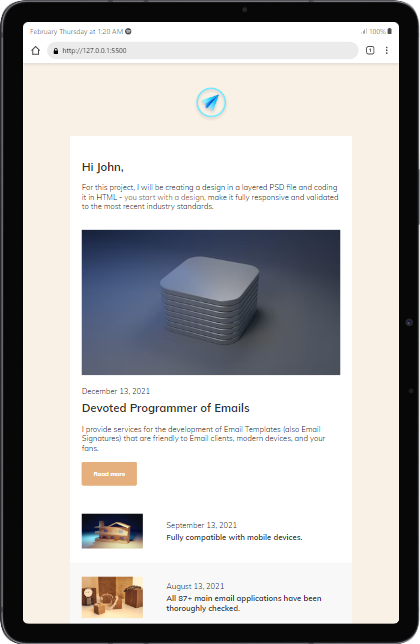 February Thursday at 1:20 AM
100%
http://127.0.0.1:5500
1
Hi John,
For this project, I will be creating a design in a layered PSD file and coding
it in HTML - you start with a design, make it fully responsive and validated
to the most recent industry standards.
December 13, 2021
Devoted Programmer of Emails
I provide services for the development of Email Templates (also Email
Signatures) that are friendly to Email clients, modern devices, and your
fans.
Read more
September 13, 2021
Fully compatible with mobile devices.
August 13, 2021
All 87+ main email applications have been
thoroughly checked.